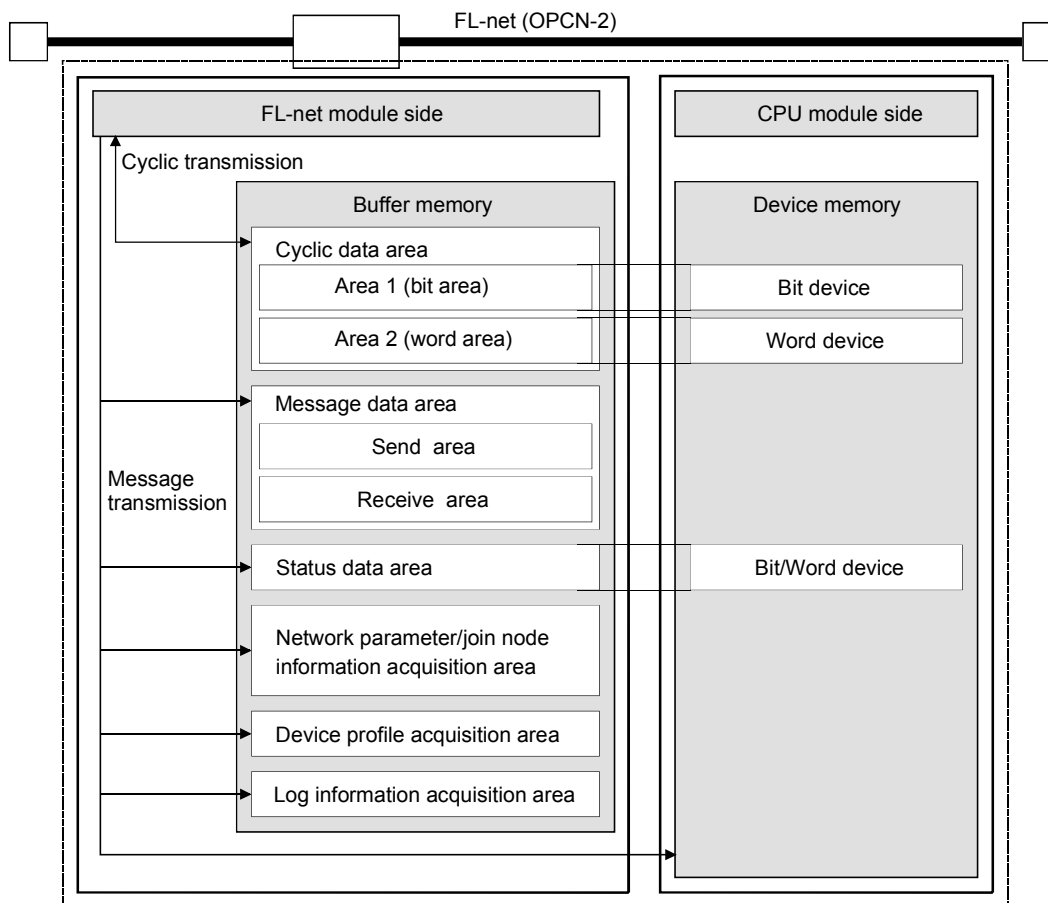 FL-net (OPCN-2)
FL-net module side
CPU module side
Cyclic transmission
Buffer memory
Device memory
Cyclic data area
Area 1 (bit area)
Bit device
Area 2 (word area)
Word device
Message data area
Send area
Message
transmission
Receive area
Status data area
Bit/Word device
Network parameter/join node
information acquisition area
Device profile acquisition area
Log information acquisition area